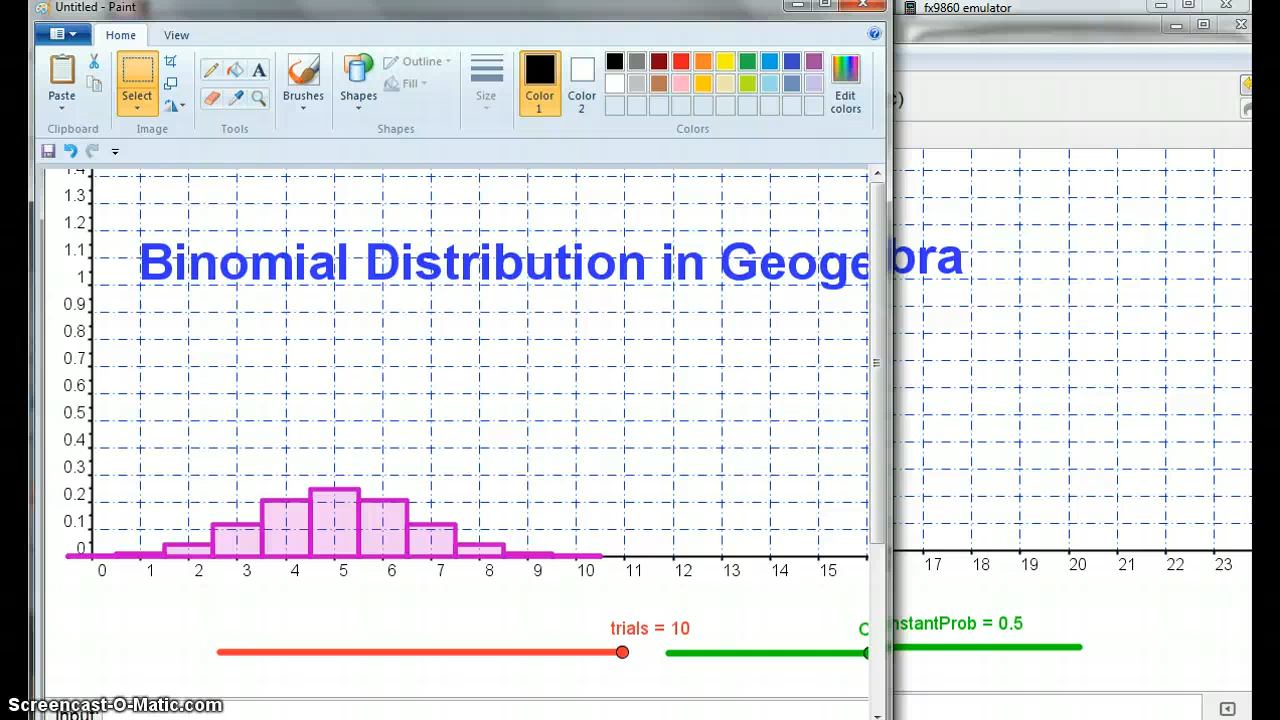 Untitled - Paint
fx9860 emulator
Home
View
Paste
Select
Brushes
Shapes
Outline
Fill
Size
Color 1
Color 2
Edit colors
Clipboard
Image
Tools
Shapes
Colors
1.4
1.3
1.2
1.1
1
0.9
0.8
0.7
0.6
0.5
0.4
0.3
0.2
0.1
0
Binomial Distribution in Geogebra
0 1 2 3 4 5 6 7 8 9 10 11 12 13 14 15 17 18 19 20 21 22 23
trials = 10
nstantProb = 0.5
Screencast-O-Matic.com
Input